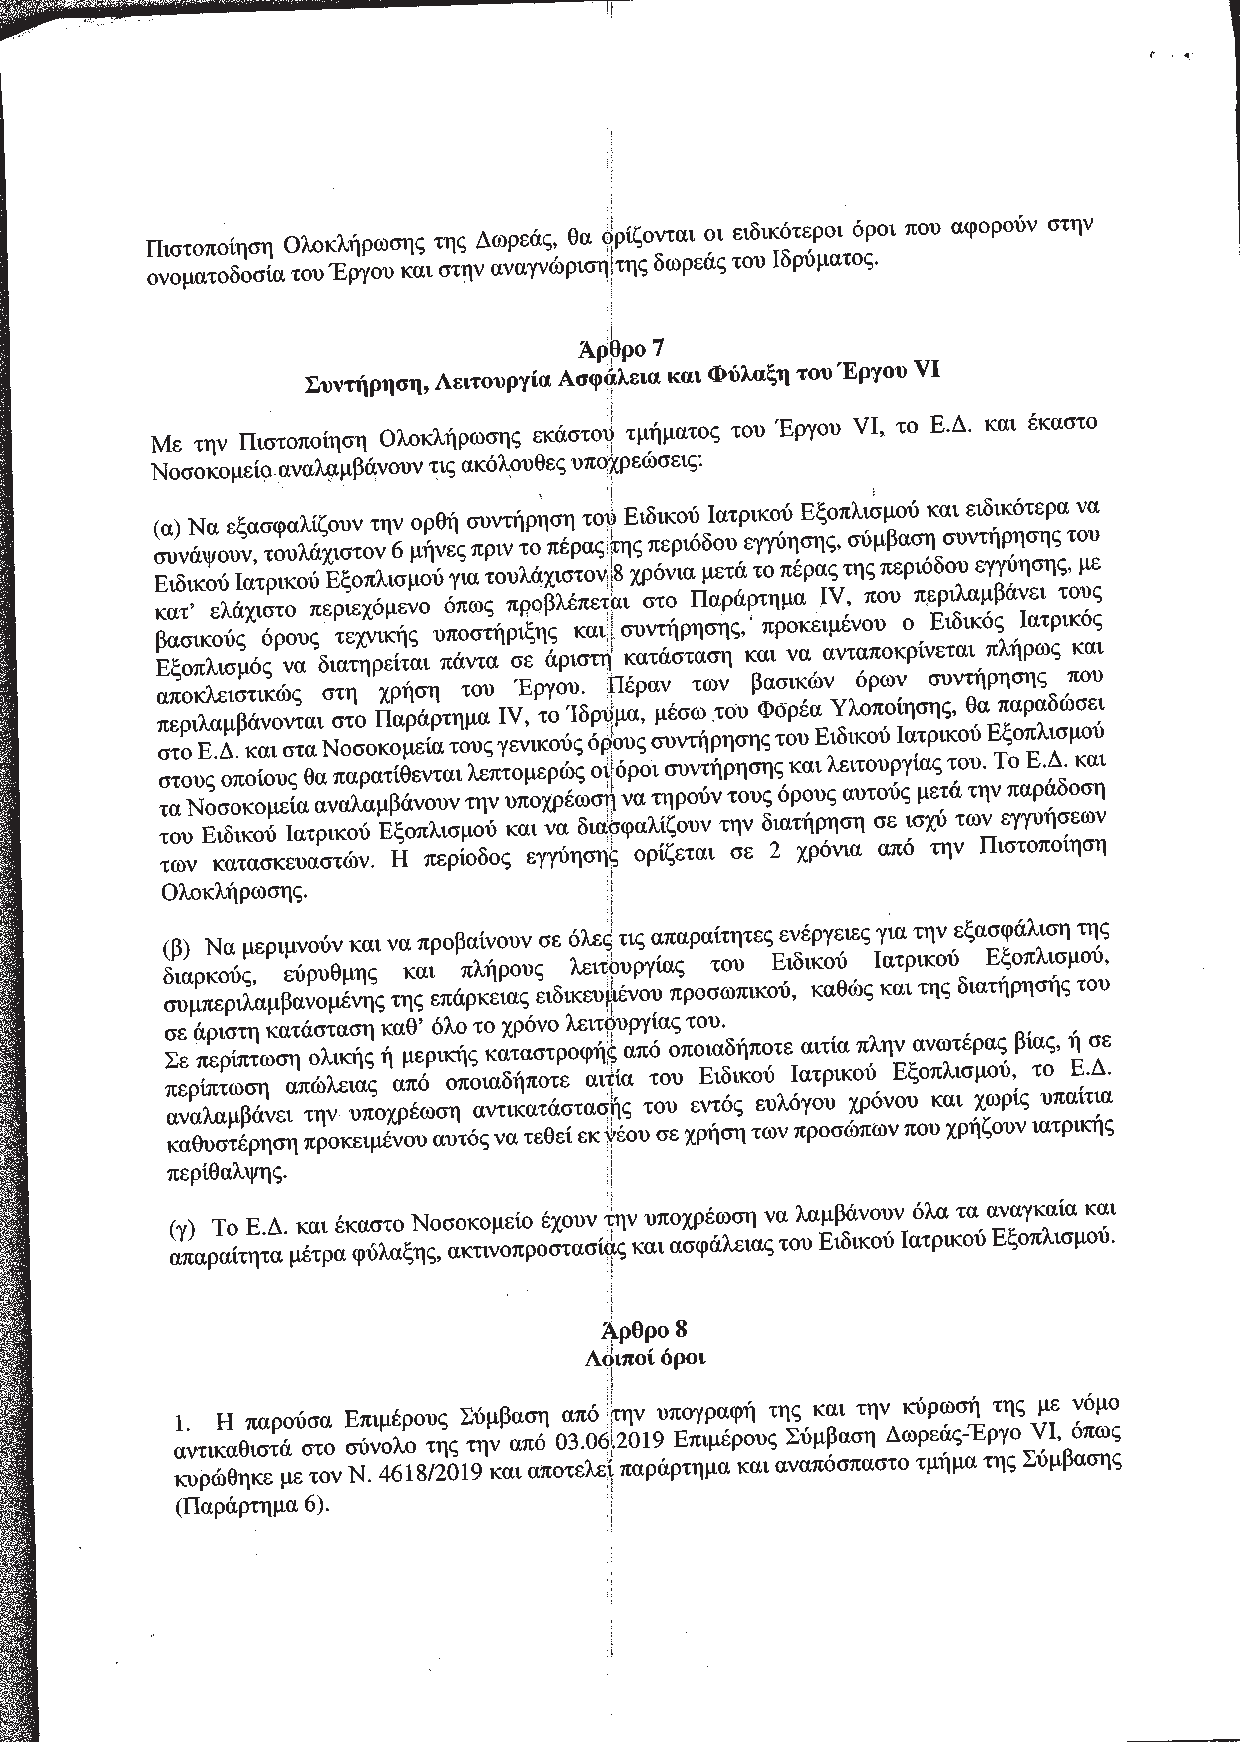 Πιστοποίηση Ολοκλήρωσης της Δωρεάς, θα ορίζονται οι ειδικότεροι όροι που αφορούν στην
ονοματοδοσία του Έργου και στην αναγνώριση της δωρεάς του Ιδρύματος.
Άρθρο 7
Συντήρηση, Λειτουργία Ασφάλεια και Φύλαξη του Έργου VI
Με την Πιστοποίηση Ολοκλήρωσης εκάστου τμήματος του Έργου VI, το Ε.Δ. και έκαστο
Νοσοκομείο αναλαμβάνουν τις ακόλουθες υποχρεώσεις:
(α) Να εξασφαλίζουν την ορθή συντήρηση του Ειδικού Ιατρικού Εξοπλισμού και ειδικότερα να
συνάψουν, τουλάχιστον 6 μήνες πριν το πέρας της περιόδου εγγύησης, σύμβαση συντήρησης του
Ειδικού Ιατρικού Εξοπλισμού για τουλάχιστον 8 χρόνια μετά το πέρας της περιόδου εγγύησης, με
κατ’ ελάχιστο περιεχόμενο όπως προβλέπεται στο Παράρτημα IV, που περιλαμβάνει τους
βασικούς όρους τεχνικής υποστήριξης και συντήρησης, προκειμένου ο Ειδικός Ιατρικός
Εξοπλισμός να διατηρείται πάντα σε άριστη κατάσταση και να ανταποκρίνεται πλήρως και
αποκλειστικώς στη χρήση του Έργου. Πέραν των βασικών όρων συντήρησης που
περιλαμβάνονται στο Παράρτημα IV, το Ίδρυμα, μέσω του Φορέα Υλοποίησης, θα παραδώσει
στο Ε.Δ. και στα Νοσοκομεία τους γενικούς όρους συντήρησης του Ειδικού Ιατρικού Εξοπλισμού
στους οποίους θα παρατίθενται λεπτομερώς οι όροι συντήρησης και λειτουργίας του. Το Ε.Δ. και
τα Νοσοκομεία αναλαμβάνουν την υποχρέωση να τηρούν τους όρους αυτούς μετά την παράδοση
του Ειδικού Ιατρικού Εξοπλισμού και να διασφαλίζουν την διατήρηση σε ισχύ των εγγυήσεων
των κατασκευαστών. Η περίοδος εγγύησης ορίζεται σε 2 χρόνια από την Πιστοποίηση
Ολοκλήρωσης.
(β) Να μεριμνούν και να προβαίνουν σε όλες τις απαραίτητες ενέργειες για την εξασφάλιση της
διαρκούς, εύρυθμης και πλήρους λειτουργίας του Ειδικού Ιατρικού Εξοπλισμού,
συμπεριλαμβανομένης της επάρκειας ειδικευμένου προσωπικού, καθώς και της διατήρησής του
σε άριστη κατάσταση καθ’ όλο το χρόνο λειτουργίας του.
Σε περίπτωση ολικής ή μερικής καταστροφής από οποιαδήποτε αιτία πλην ανωτέρας βίας, ή σε
περίπτωση απώλειας από οποιαδήποτε αιτία του Ειδικού Ιατρικού Εξοπλισμού, το Ε.Δ.
αναλαμβάνει την υποχρέωση αντικατάστασής του εντός ευλόγου χρόνου και χωρίς υπαίτια
καθυστέρηση προκειμένου αυτός να τεθεί εκ νέου σε χρήση των προσώπων που χρήζουν ιατρικής
περίθαλψης.
(γ) Το Ε.Δ. και έκαστο Νοσοκομείο έχουν την υποχρέωση να λαμβάνουν όλα τα αναγκαία και
απαραίτητα μέτρα φύλαξης, ακτινοπροστασίας και ασφάλειας του Ειδικού Ιατρικού Εξοπλισμού.
Άρθρο 8
Λοιποί όροι
1. Η παρούσα Επιμέρους Σύμβαση από την υπογραφή της και την κύρωσή της με νόμο
αντικαθιστά στο σύνολο της την από 03.06.2019 Επιμέρους Σύμβαση Δωρεάς-Έργο VI, όπως
κυρώθηκε με τον Ν. 4618/2019 και αποτελεί παράρτημα και αναπόσπαστο τμήμα της Σύμβασης
(Παράρτημα 6).